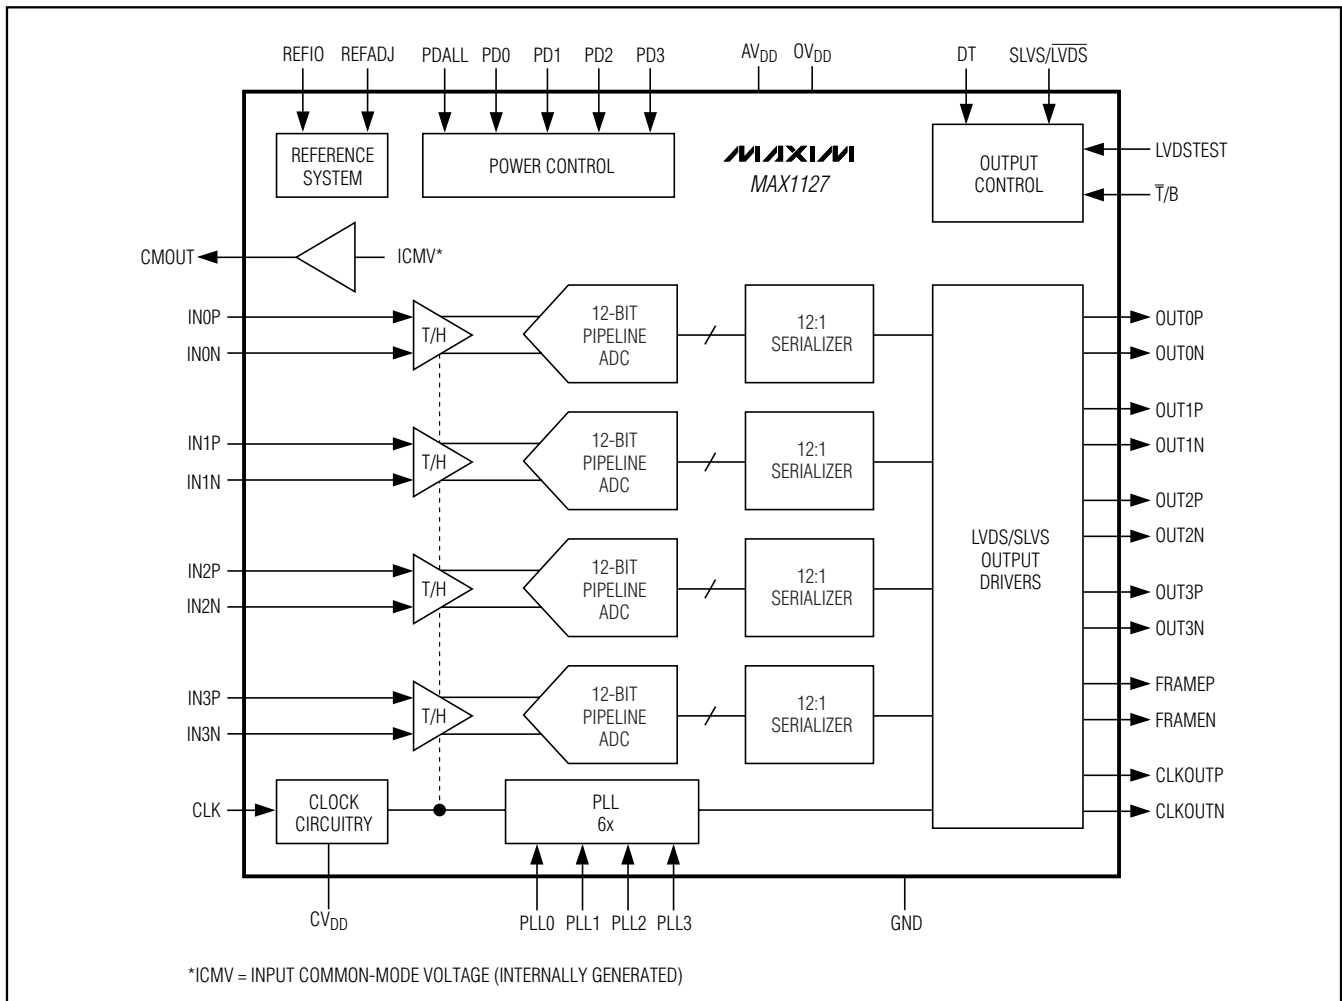 REFIO REFADJ PDALL PD0 PD1 PD2 PD3 AVDD OVDD DT SLVS/L̅V̅D̅S̅
REFERENCE
SYSTEM
POWER CONTROL
MAXIM
MAX1127
OUTPUT
CONTROL
LVDSTEST
T̅/B
CMOUT
ICMV*
IN0P
IN0N
T/H
12-BIT
PIPELINE
ADC
12:1
SERIALIZER
OUT0P
OUT0N
IN1P
IN1N
T/H
12-BIT
PIPELINE
ADC
12:1
SERIALIZER
OUT1P
OUT1N
IN2P
IN2N
T/H
12-BIT
PIPELINE
ADC
12:1
SERIALIZER
LVDS/SLVS
OUTPUT
DRIVERS
OUT2P
OUT2N
OUT3P
OUT3N
IN3P
IN3N
T/H
12-BIT
PIPELINE
ADC
12:1
SERIALIZER
FRAMEP
FRAMEN
CLK
CLOCK
CIRCUITRY
PLL
6x
CLKOUTP
CLKOUTN
CVDD
PLL0 PLL1 PLL2 PLL3
GND
*ICMV = INPUT COMMON-MODE VOLTAGE (INTERNALLY GENERATED)